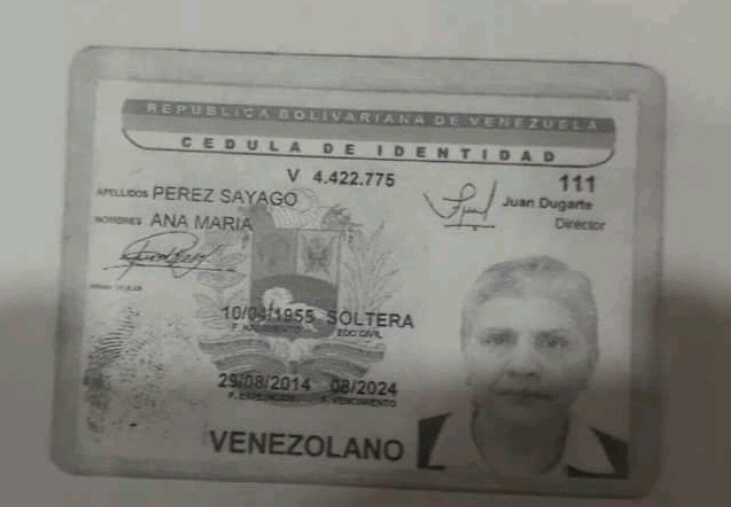 REPUBLICA BOLIVARIANA DE VENEZUELA
CEDULA DE IDENTIDAD
V 4.422.775
111
APELLIDOS PEREZ SAYAGO
Juan Dugarte
Director
NOMBRES ANA MARIA
10/04/1955 SOLTERA
F. NACIMIENTO EDO CIVIL
29/08/2014 08/2024
F. EXPEDICION F. VENCIMIENTO
VENEZOLANO